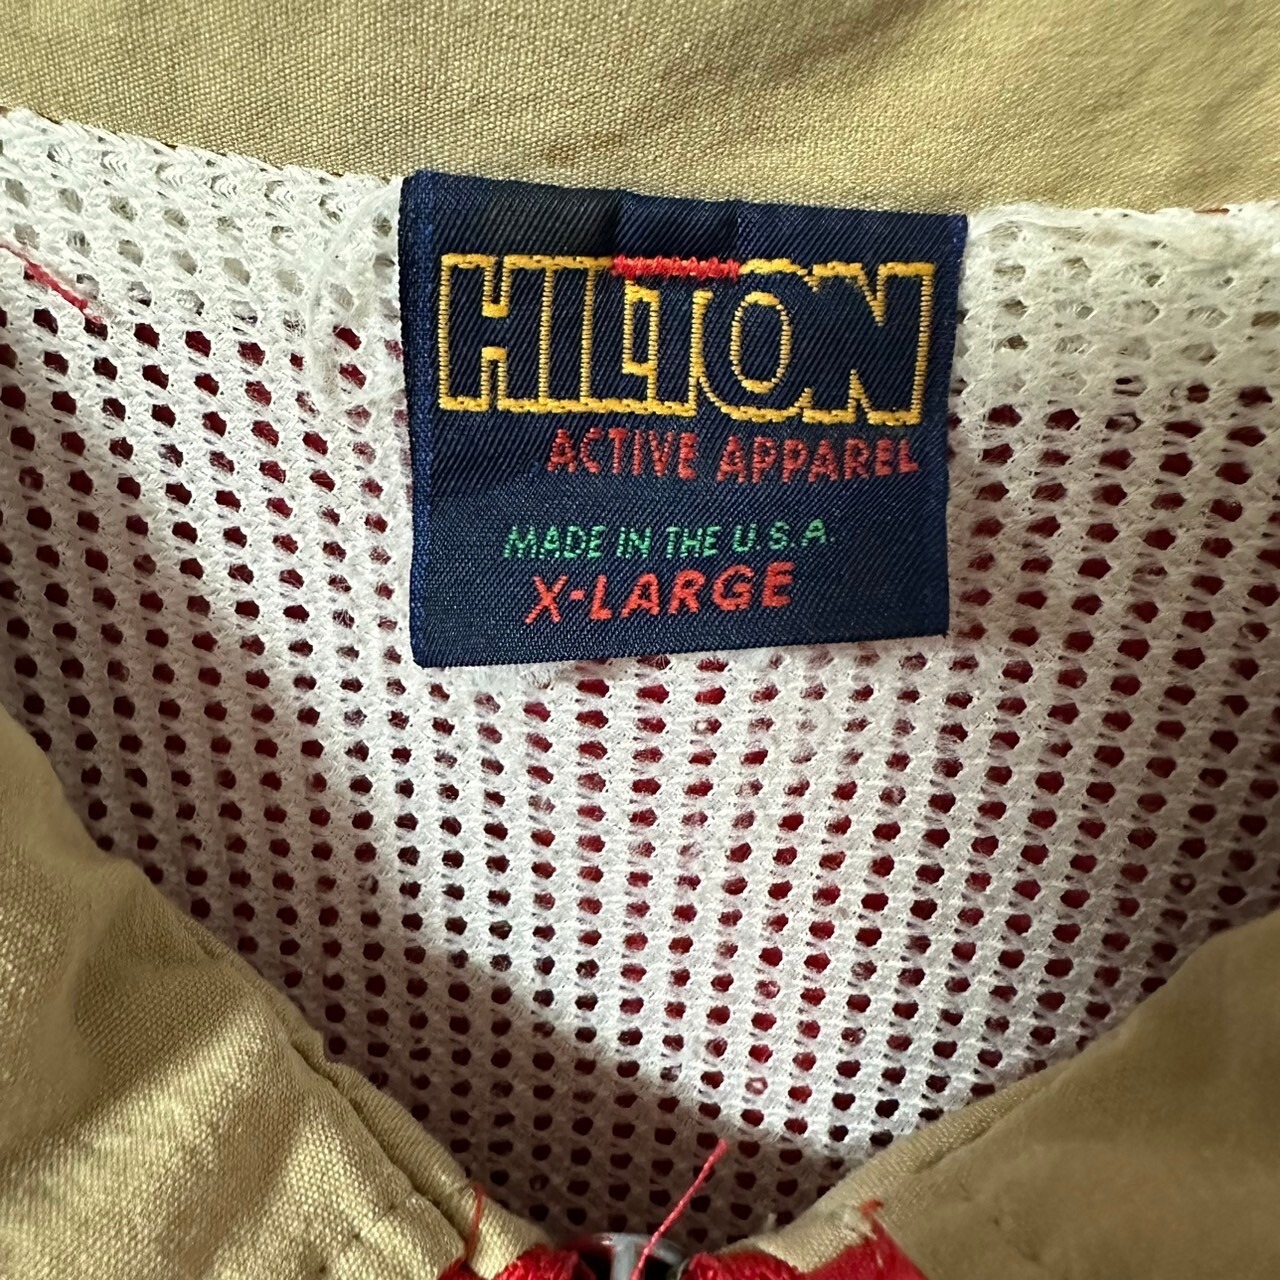 HILTON
ACTIVE APPAREL
MADE IN THE U.S.A.
X-LARGE